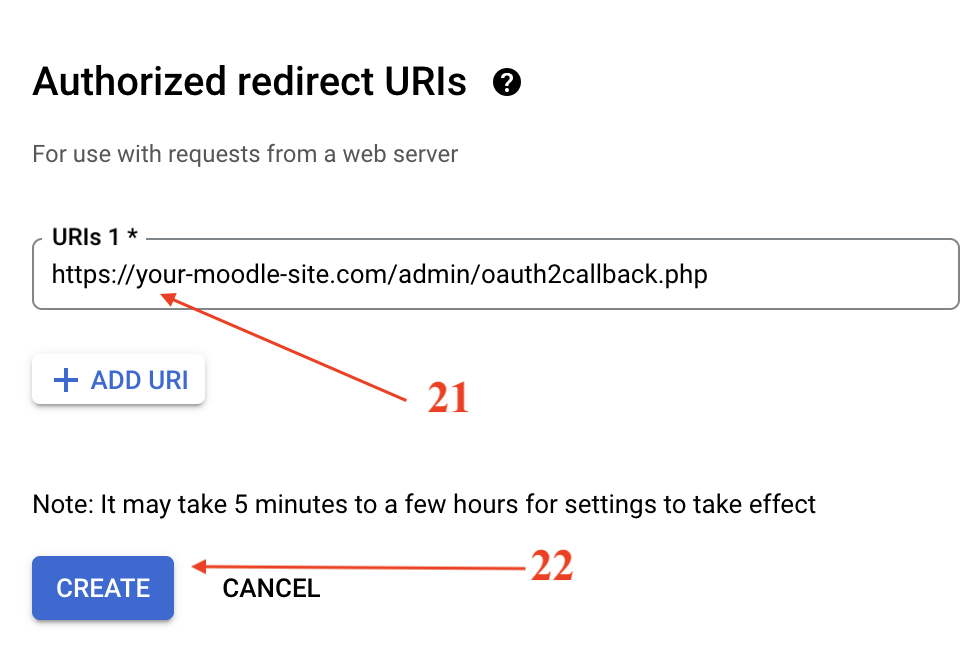 Authorized redirect URIs ?
For use with requests from a web server
URIs 1 *
https://your-moodle-site.com/admin/oauth2callback.php
+ ADD URI
21
Note: It may take 5 minutes to a few hours for settings to take effect
22
CREATE CANCEL